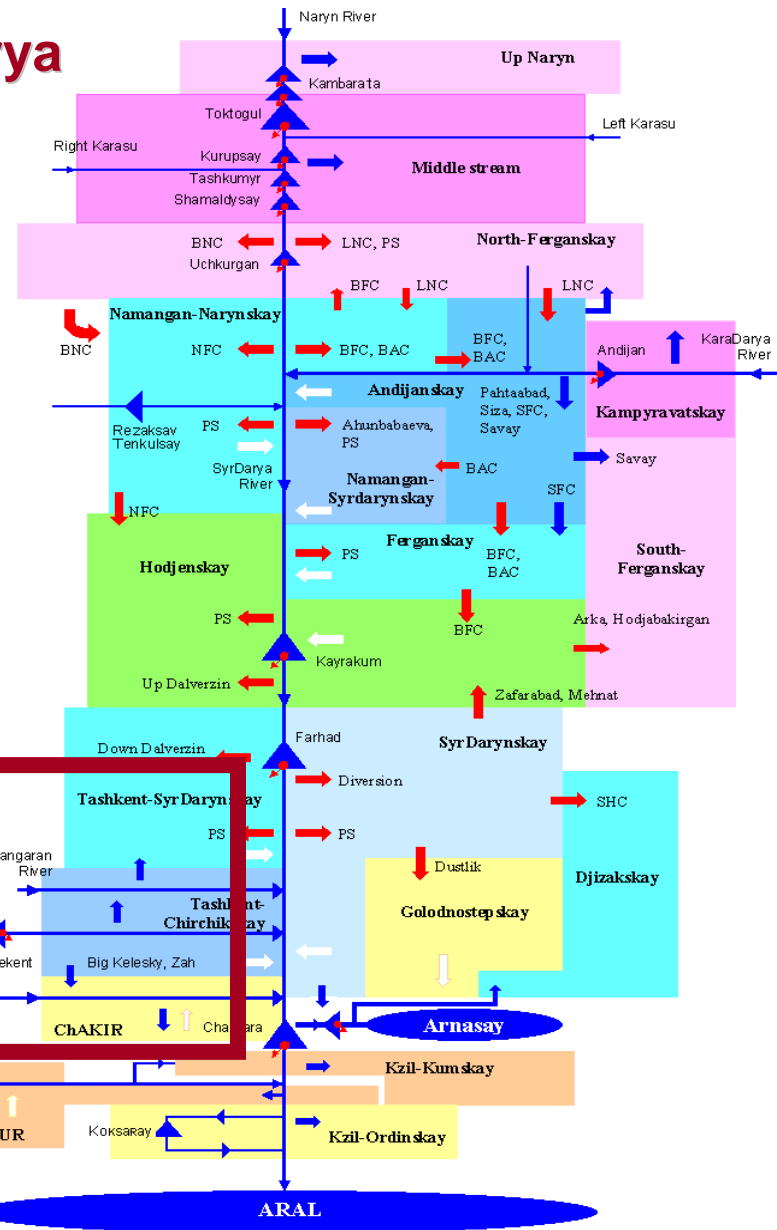 Naryn River
rya
Up Naryn
Kambarata
Toktogul
Left Karasu
Right Karasu
Kurupsay
Middle stream
Tashkumyr
Shamaldysay
BNC
LNC, PS
North-Ferganskay
Uchkurgan
BFC
LNC
LNC
Namangan-Narynskay
BNC
NFC
BFC, BAC
BFC,
BAC
Andijan
KaraDarya
River
Andijanskay
Pahtaabad,
Siza, SFC,
Savay
Kampyravatskay
Rezaksav
Tenkulsay
PS
Ahunbabaeva,
PS
SyrDarya
River
BAC
Savay
Namangan-
Syrdarynskay
SFC
NFC
Ferganskay
PS
BFC,
BAC
South-
Ferganskay
Hodjenskay
PS
BFC
Arka, Hodjabakirgan
Kayrakum
Up Dalverzin
Zafarabad, Mehnat
Farhad
SyrDarynskay
Down Dalverzin
Diversion
Tashkent-SyrDarynskay
SHC
PS
PS
angaran
River
Dustlik
Djizakskay
Tashkent-
Chirchikskay
Golodnostepskay
ekent
Big Kelesky, Zah
ChAKIR
Arnasay
Kzil-Kumskay
UR
Koksaray
Kzil-Ordinskay
ARAL